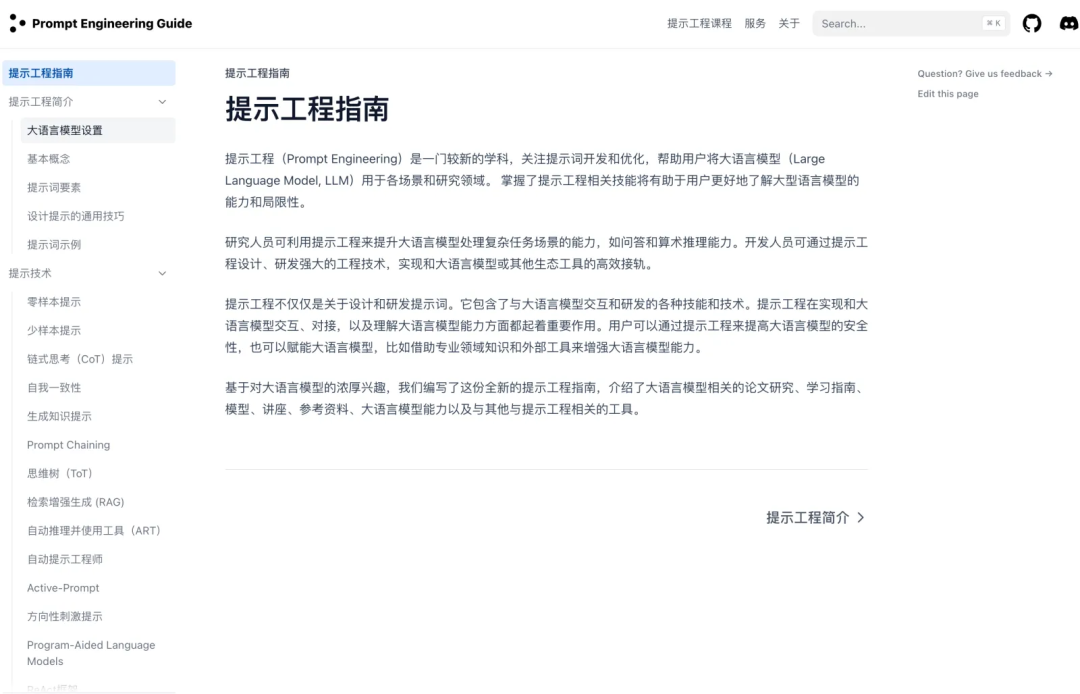 Prompt Engineering Guide
提示工程课程 服务 关于 Search... ⌘ K
提示工程指南
提示工程简介
大语言模型设置
基本概念
提示词要素
设计提示的通用技巧
提示词示例
提示技术
零样本提示
少样本提示
链式思考（CoT）提示
自我一致性
生成知识提示
Prompt Chaining
思维树（ToT）
检索增强生成 (RAG)
自动推理并使用工具（ART）
自动提示工程师
Active-Prompt
方向性刺激提示
Program-Aided Language
Models
提示工程指南
提示工程指南
提示工程（Prompt Engineering）是一门较新的学科，关注提示词开发和优化，帮助用户将大语言模型（Large
Language Model, LLM）用于各场景和研究领域。 掌握了提示工程相关技能将有助于用户更好地了解大型语言模型的
能力和局限性。
研究人员可利用提示工程来提升大语言模型处理复杂任务场景的能力，如问答和算术推理能力。开发人员可通过提示工
程设计、研发强大的工程技术，实现和大语言模型或其他生态工具的高效接轨。
提示工程不仅仅是关于设计和研发提示词。它包含了与大语言模型交互和研发的各种技能和技术。提示工程在实现和大
语言模型交互、对接，以及理解大语言模型能力方面都起着重要作用。用户可以通过提示工程来提高大语言模型的安全
性，也可以赋能大语言模型，比如借助专业领域知识和外部工具来增强大语言模型能力。
基于对大语言模型的浓厚兴趣，我们编写了这份全新的提示工程指南，介绍了大语言模型相关的论文研究、学习指南、
模型、讲座、参考资料、大语言模型能力以及与其他与提示工程相关的工具。
提示工程简介
Question? Give us feedback →
Edit this page